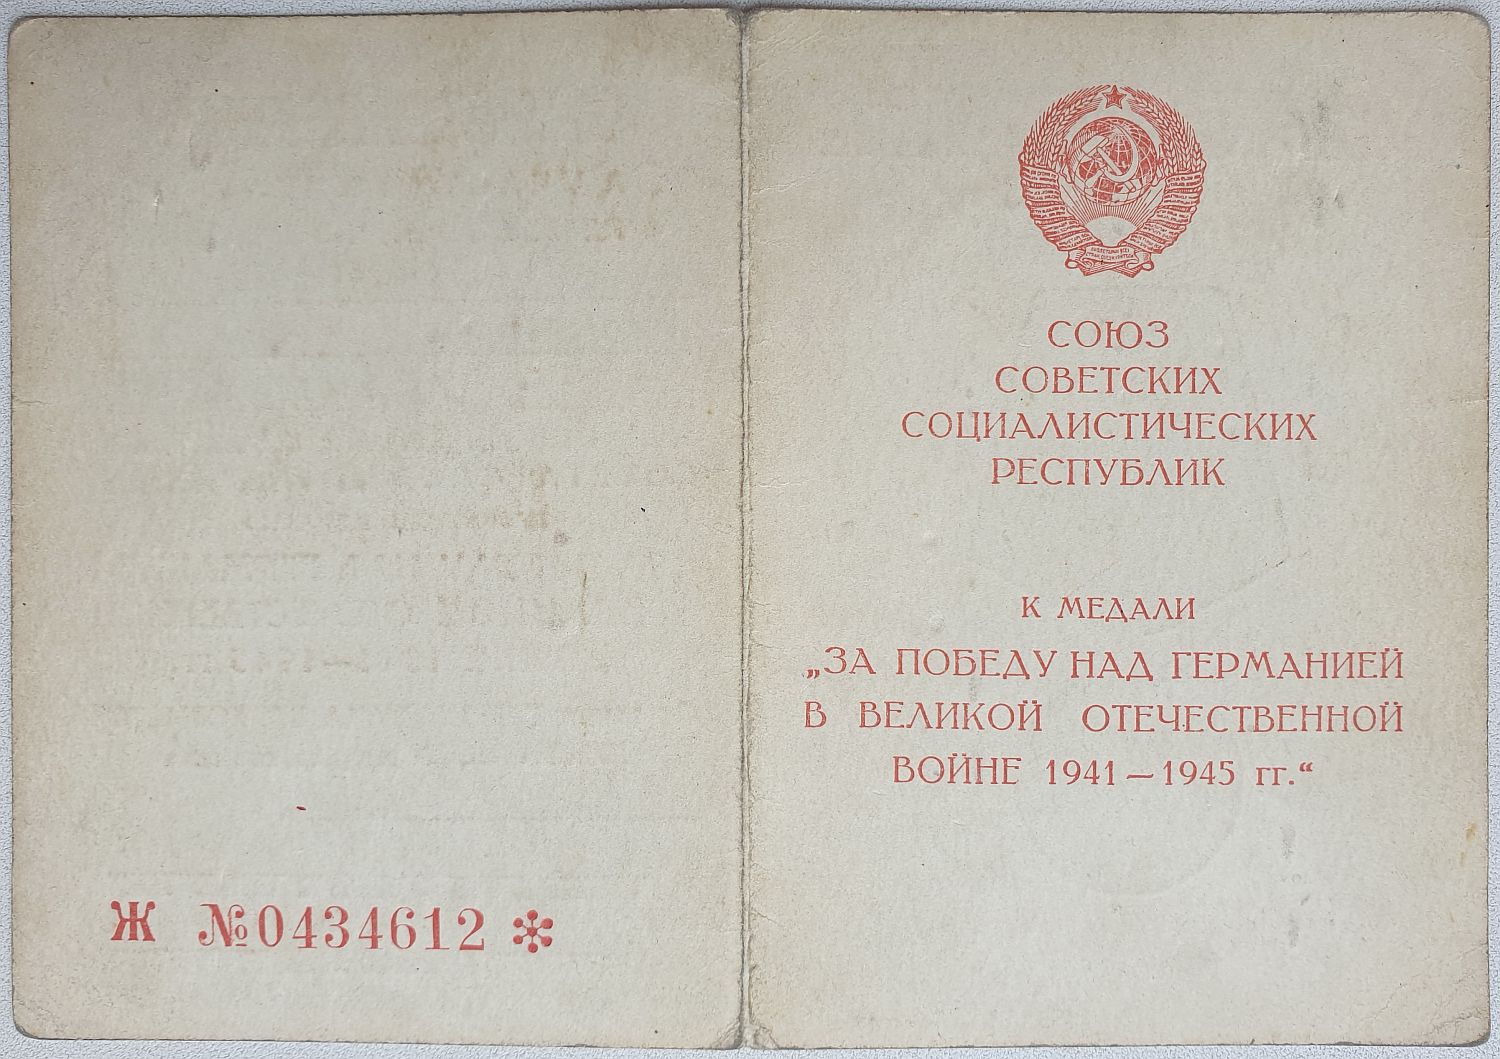 Ж №0434612
СОЮЗ
СОВЕТСКИХ
СОЦИАЛИСТИЧЕСКИХ
РЕСПУБЛИК
К МЕДАЛИ
„ЗА ПОБЕДУ НАД ГЕРМАНИЕЙ
В ВЕЛИКОЙ ОТЕЧЕСТВЕННОЙ
ВОЙНЕ 1941 — 1945 гг.“